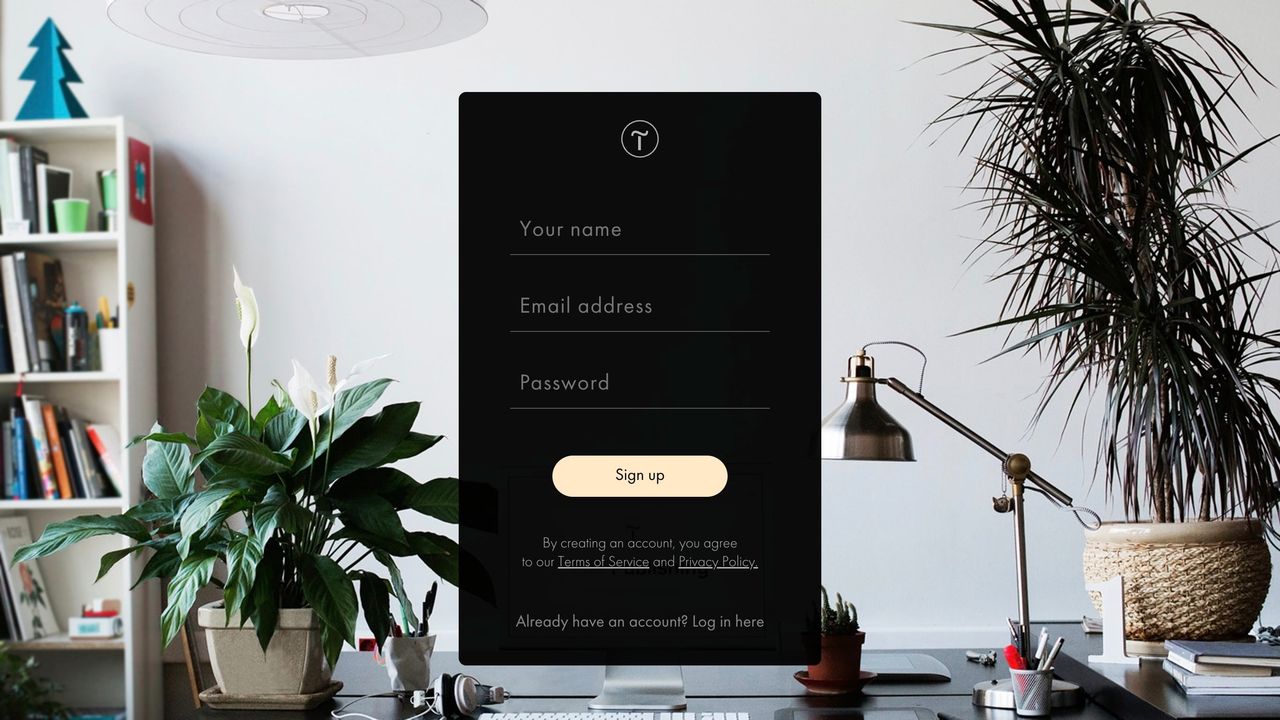 Your name
Email address
Password
Sign up
By creating an account, you agree
to our Terms of Service and Privacy Policy.
Already have an account? Log in here